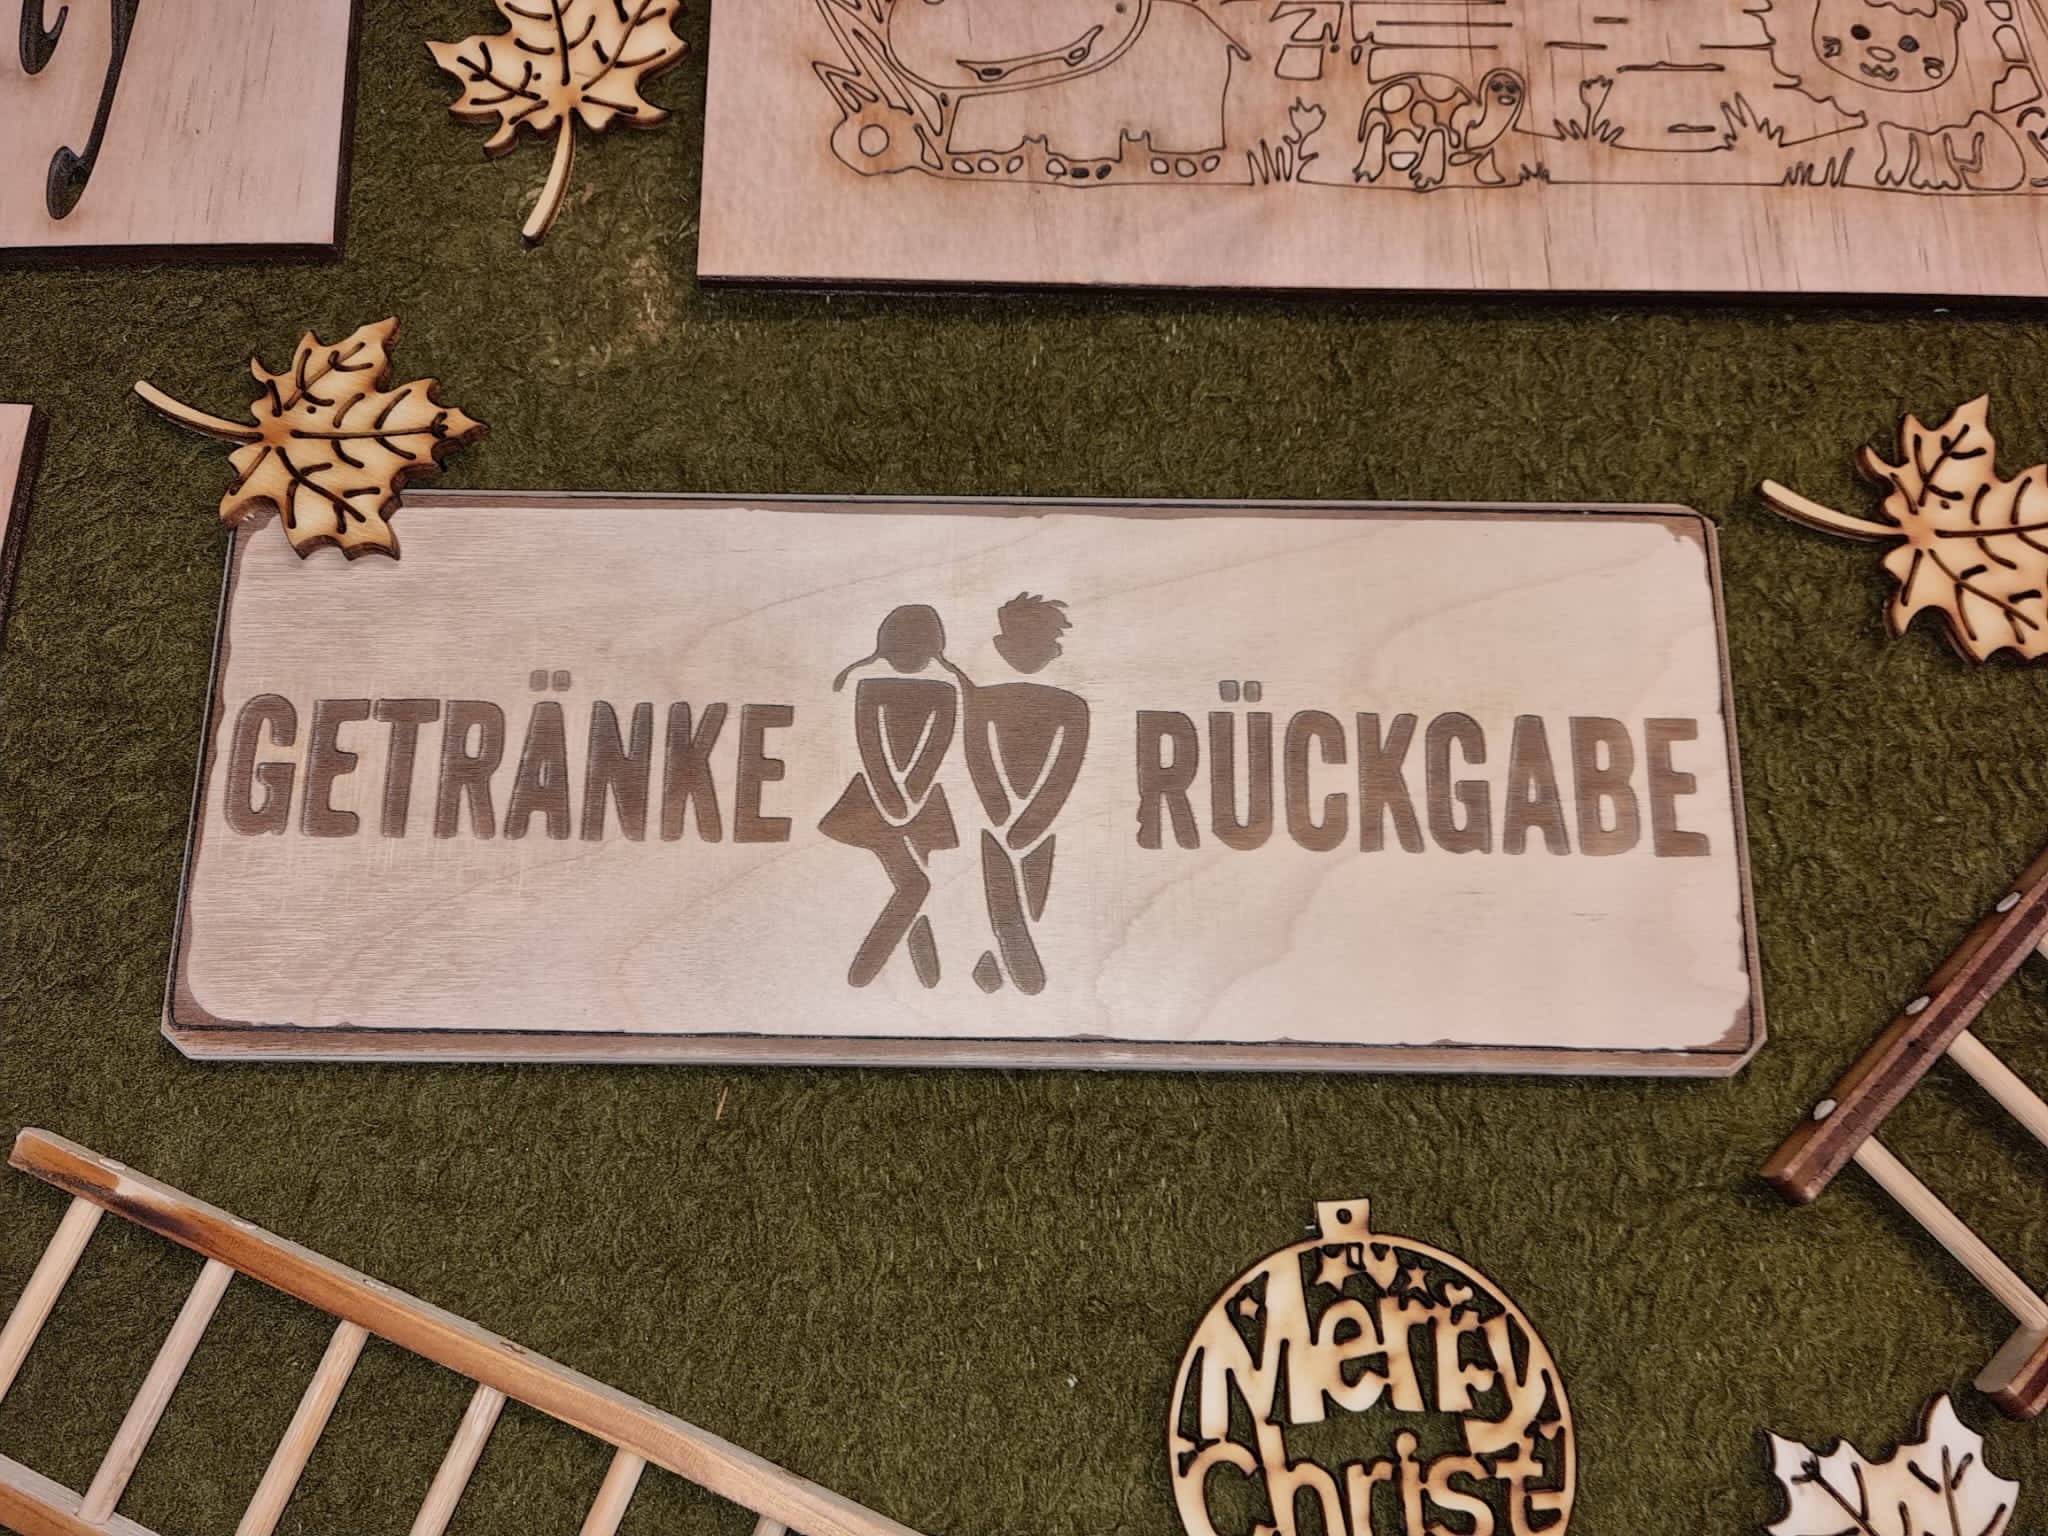 GETRÄNKE RÜCKGABE
Merry
Christ